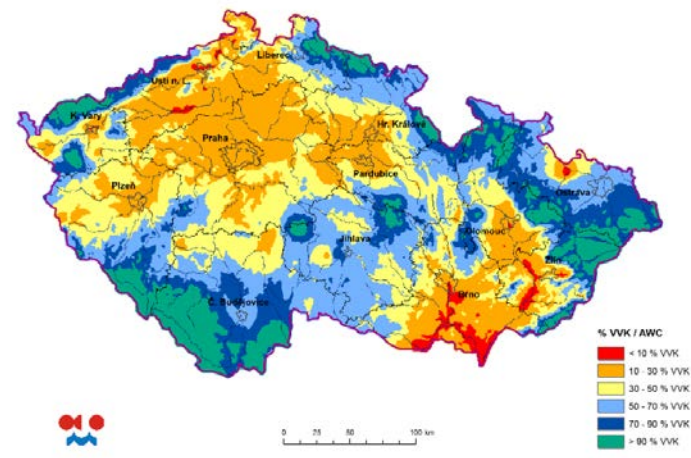 Liberec
Ústí n. L.
K. Vary
Hr. Králové
Praha
Pardubice
Plzeň
Ostrava
Olomouc
Jihlava
Zlín
Brno
Č. Budějovice
% VVK / AWC
< 10 % VVK
10 - 30 % VVK
30 - 50 % VVK
50 - 70 % VVK
70 - 90 % VVK
> 90 % VVK
0 25 50 100 km